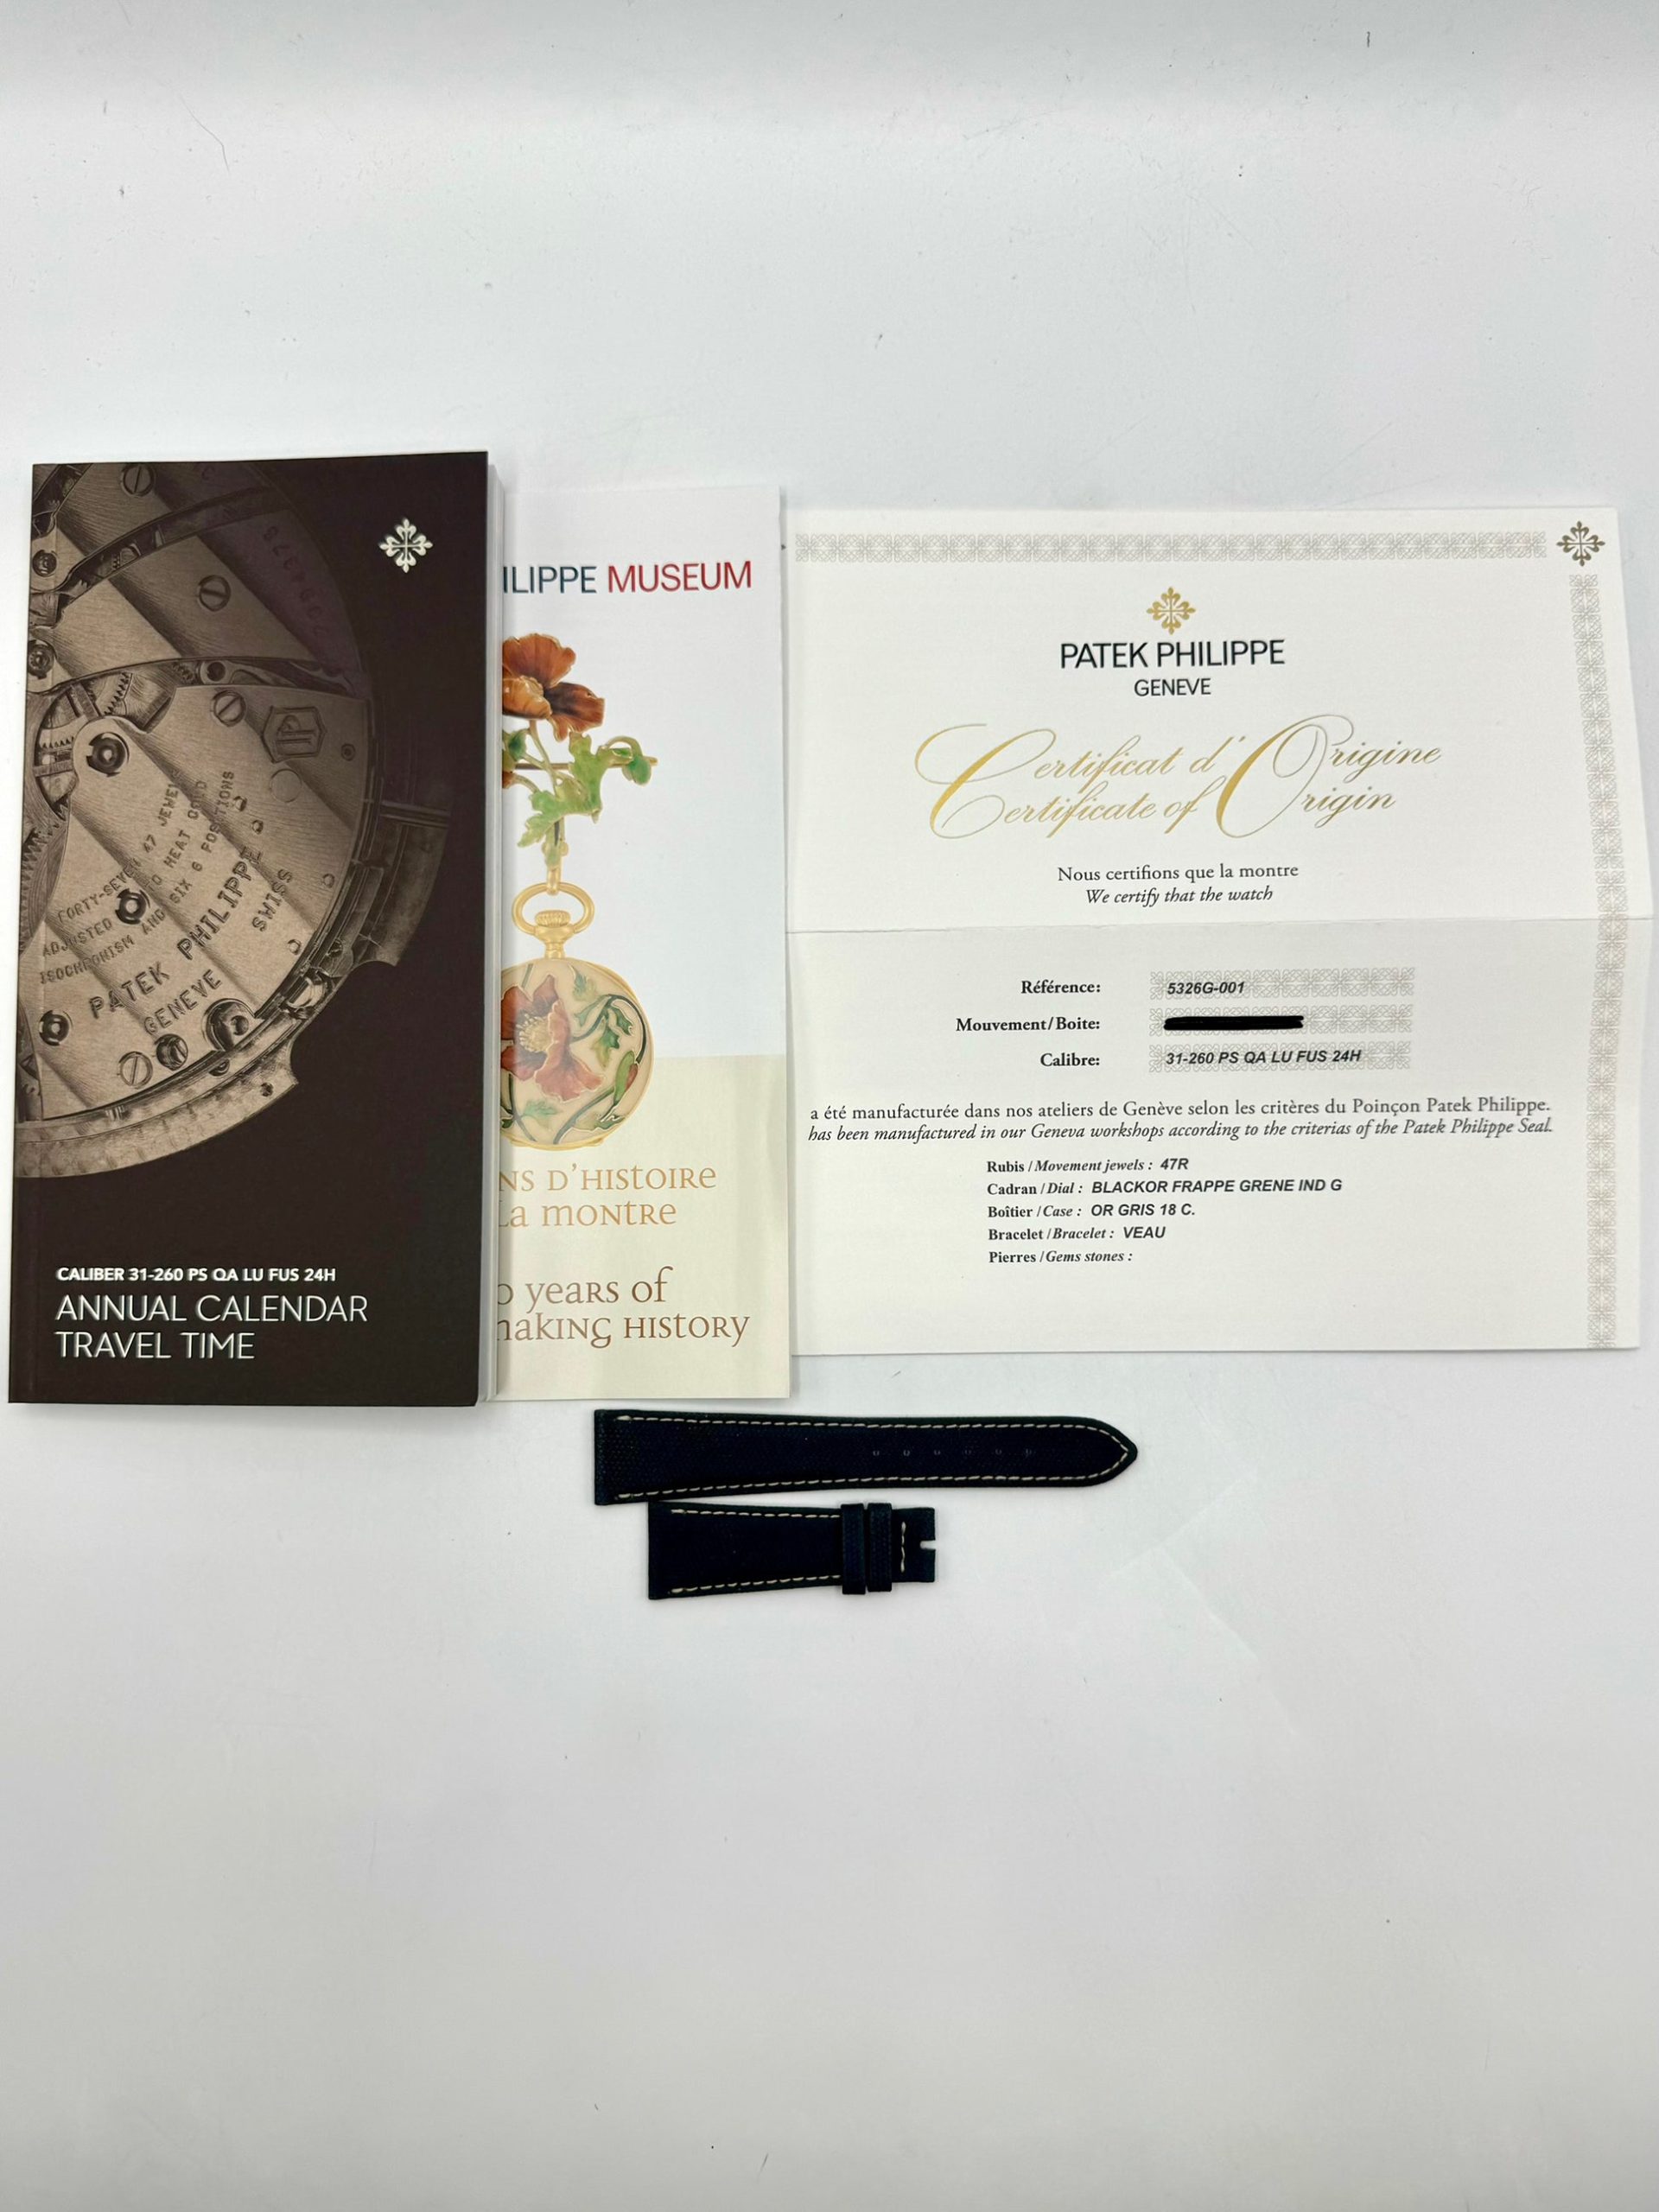 FORTY-SEVEN 47 JEWELS
ADJUSTED TO HEAT COLD
ISOCHRONISM AND SIX 6 POSITIONS
PATEK PHILIPPE
GENEVE
SWISS
CALIBER 31-260 PS QA LU FUS 24H
ANNUAL CALENDAR
TRAVEL TIME
ILIPPE MUSEUM
NS D'HISTOIRE
La montre
years of
making history
PATEK PHILIPPE
GENEVE
Certificat d'Origine
Certificate of Origin
Nous certifions que la montre
We certify that the watch
Référence: 5326G-001
Mouvement/Boite:
Calibre: 31-260 PS QA LU FUS 24H
a été manufacturée dans nos ateliers de Genève selon les critères du Poinçon Patek Philippe.
has been manufactured in our Geneva workshops according to the criterias of the Patek Philippe Seal.
Rubis / Movement jewels : 47R
Cadran / Dial : BLACKOR FRAPPE GRENE IND G
Boîtier / Case : OR GRIS 18 C.
Bracelet / Bracelet : VEAU
Pierres / Gems stones :